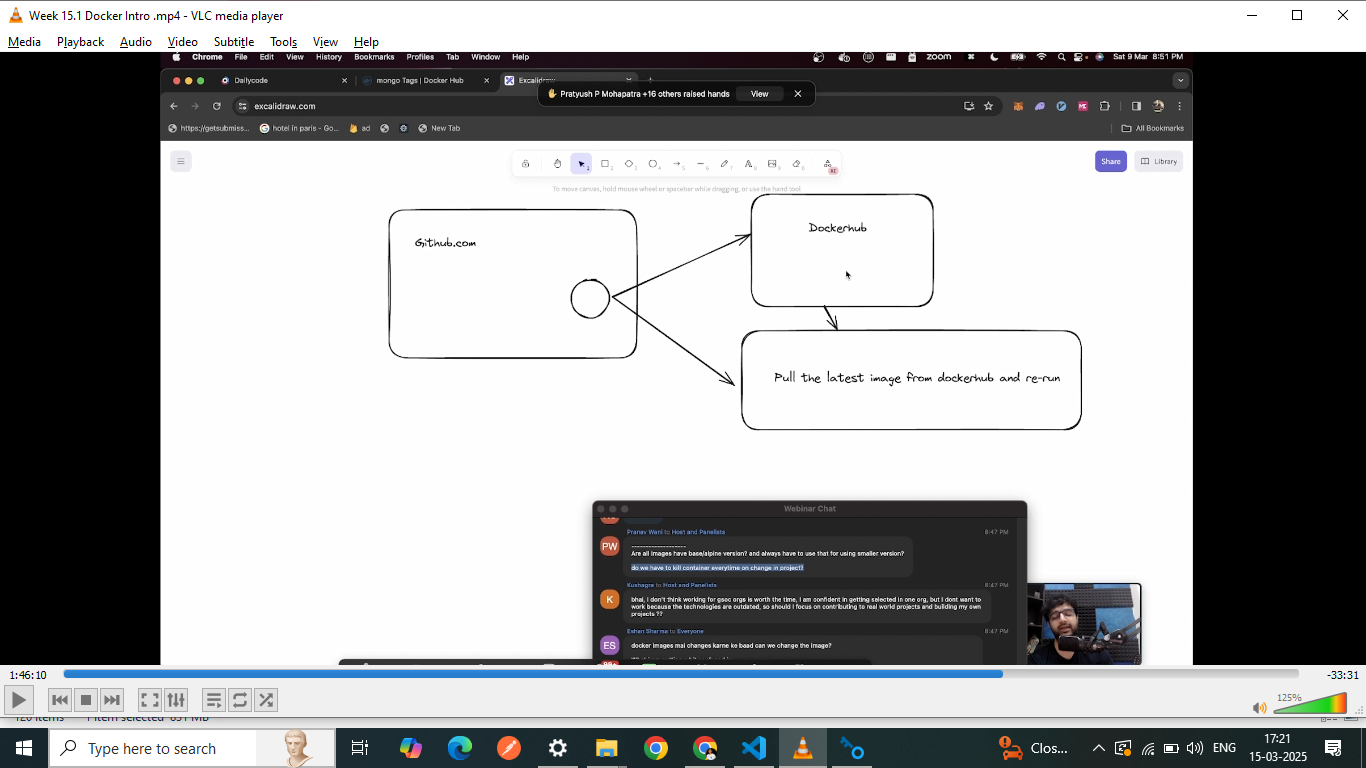 Week 15.1 Docker Intro .mp4 - VLC media player
Media Playback Audio Video Subtitle Tools View Help
Chrome File Edit View History Bookmarks Profiles Tab Window Help
zoom Sat 9 Mar 8:51 PM
Dailycode
mongo Tags | Docker Hub
Excalidraw
Pratyush P Mohapatra +16 others raised hands View
excalidraw.com
https://getsubmiss...
hotel in paris - Go...
ad
New Tab
All Bookmarks
Share
Library
AI
To move canvas, hold mouse wheel or spacebar while dragging, or use the hand tool
Github.com
Dockerhub
Pull the latest image from dockerhub and re-run
Webinar Chat
Pranav Wani to Host and Panelists 8:47 PM
PW
Are all images have base/alpine version? and always have to use that for using smaller version?
do we have to kill container everytime on change in project?
Kushagra to Host and Panelists 8:47 PM
K
bhai, I don't think working for gsoc orgs is worth the time, I am confident in getting selected in one org, but I dont want to
work because the technologies are outdated, so should I focus on contributing to real world projects and building my own
projects ??
Eshan Sharma to Everyone 8:47 PM
ES
docker images mai changes karne ke baad can we change the image?
1:46:10
-33:31
125%
Type here to search
Clos...
ENG
17:21
15-03-2025